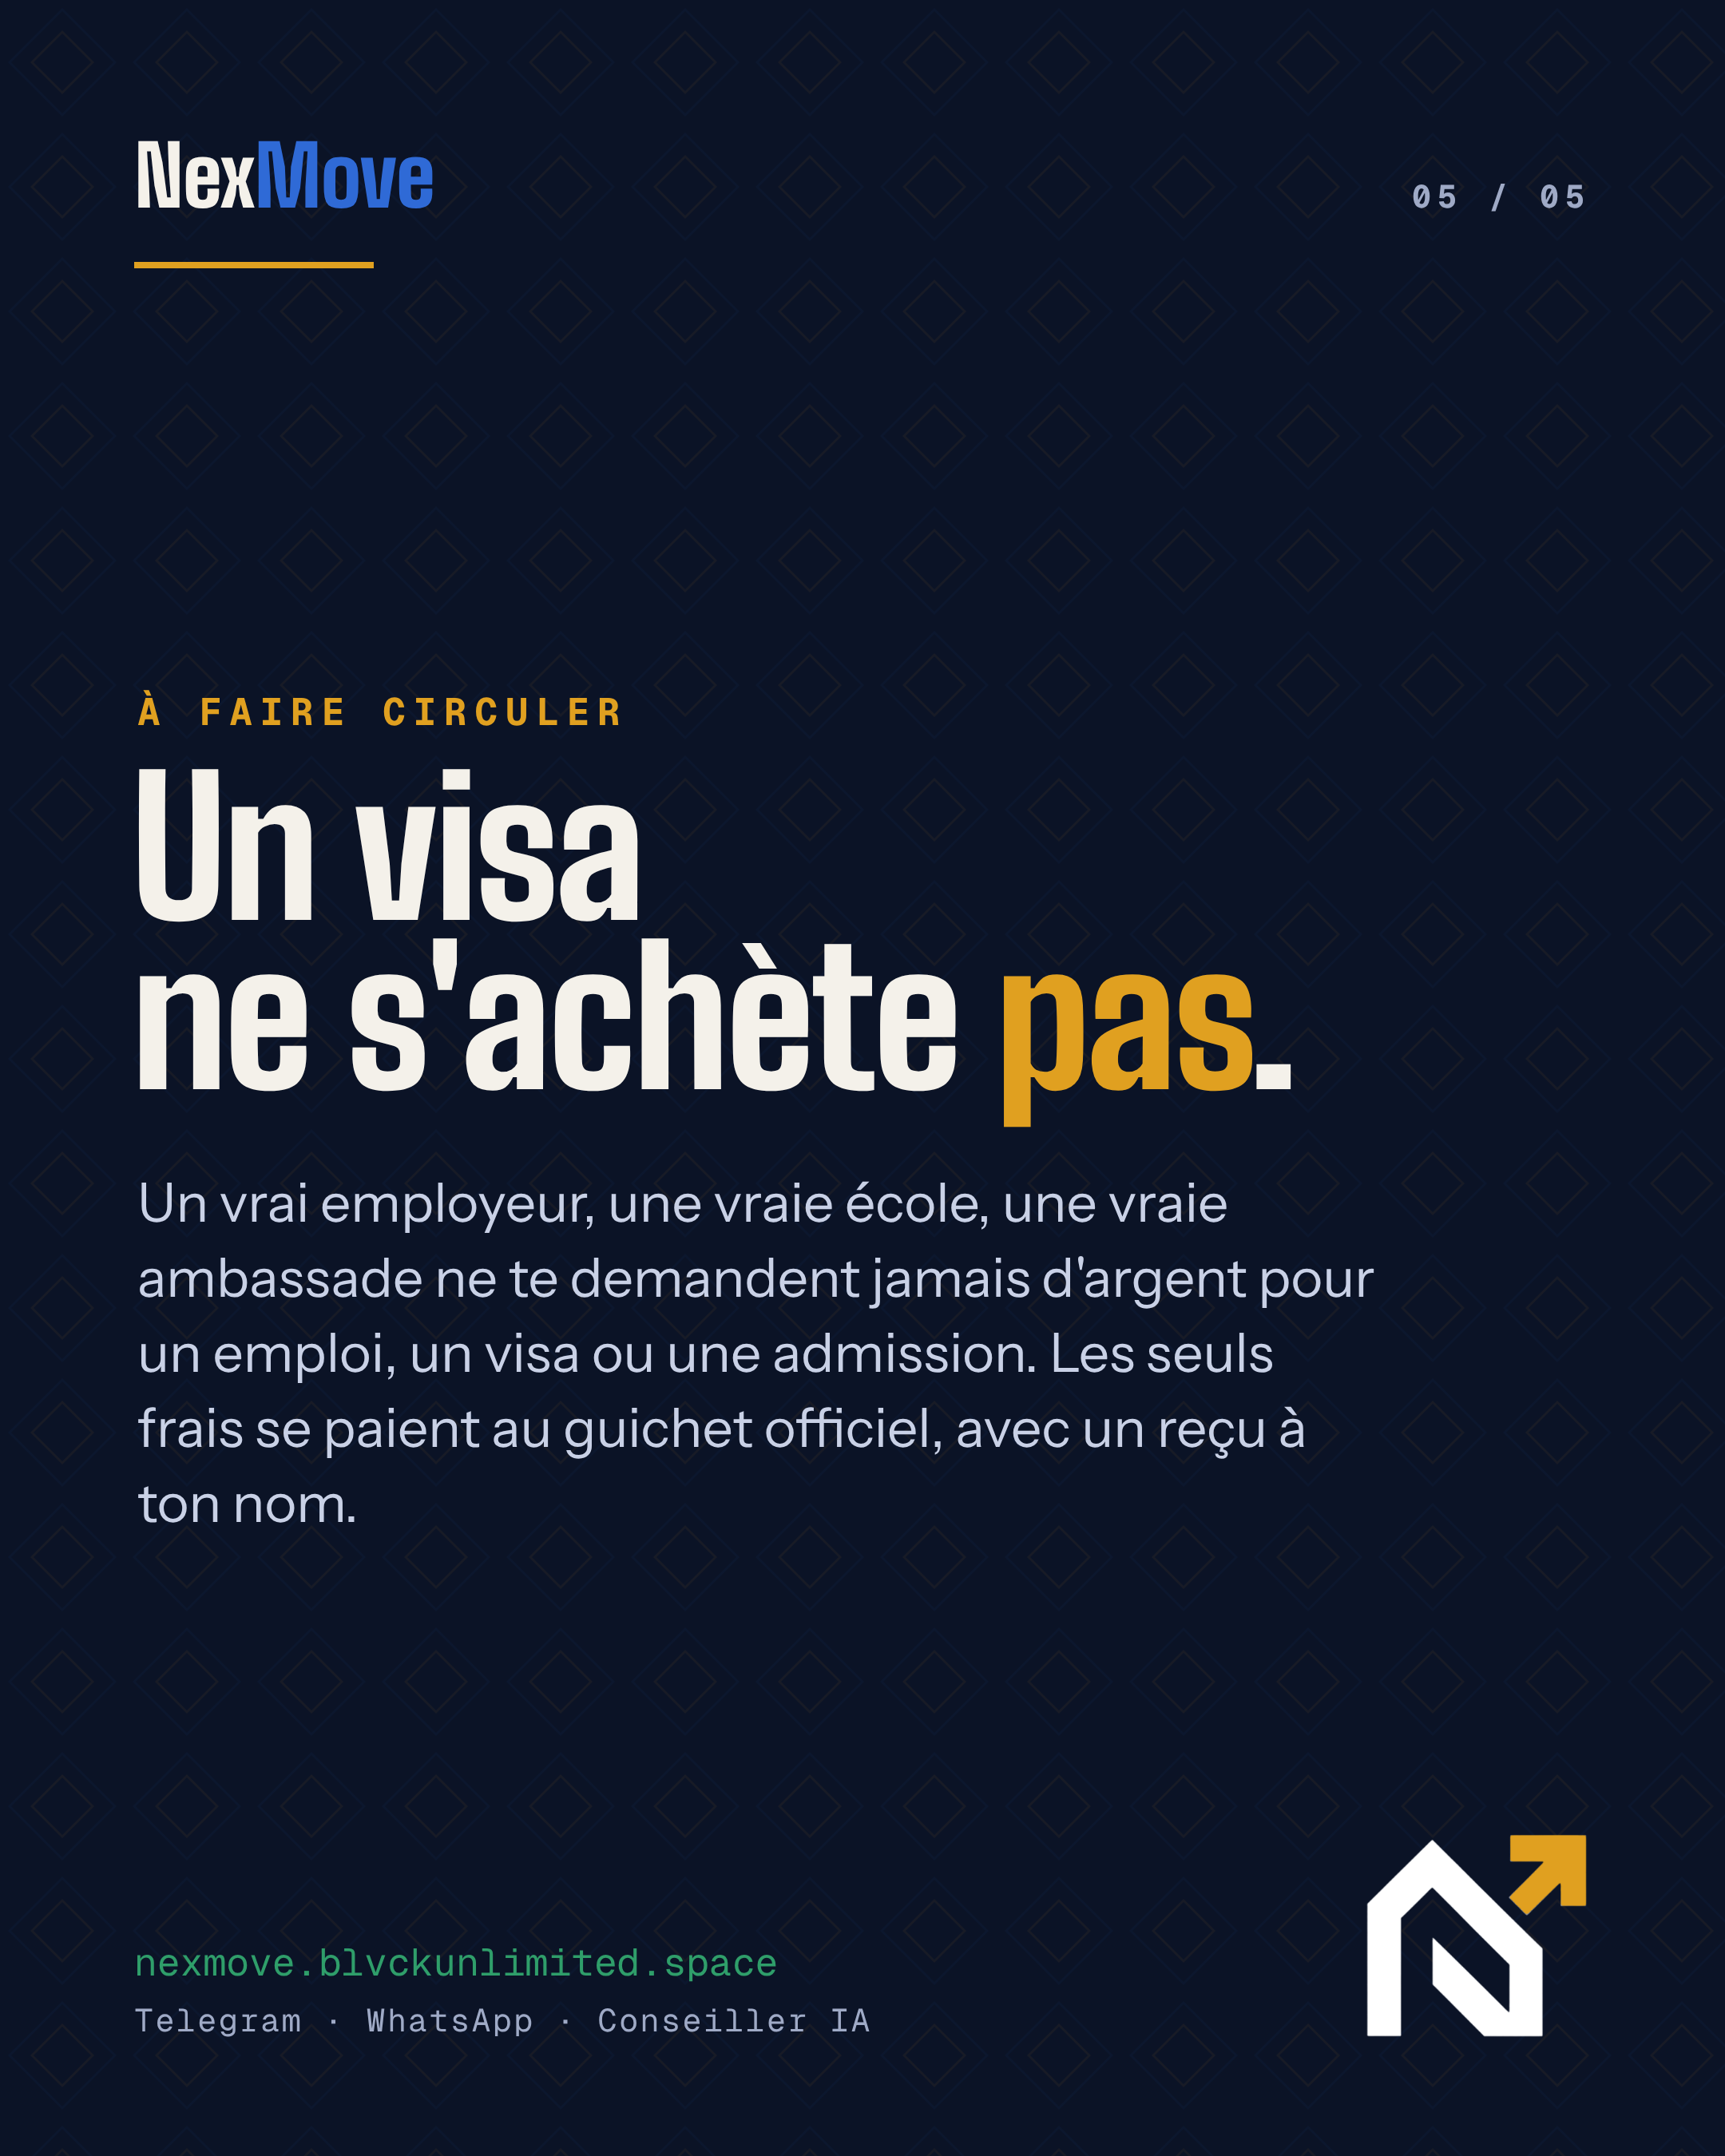 NexMove
05 / 05
À FAIRE CIRCULER
Un visa
ne s'achète pas.
Un vrai employeur, une vraie école, une vraie
ambassade ne te demandent jamais d'argent pour
un emploi, un visa ou une admission. Les seuls
frais se paient au guichet officiel, avec un reçu à
ton nom.
nexmove.blvckunlimited.space
Telegram · WhatsApp · Conseiller IA